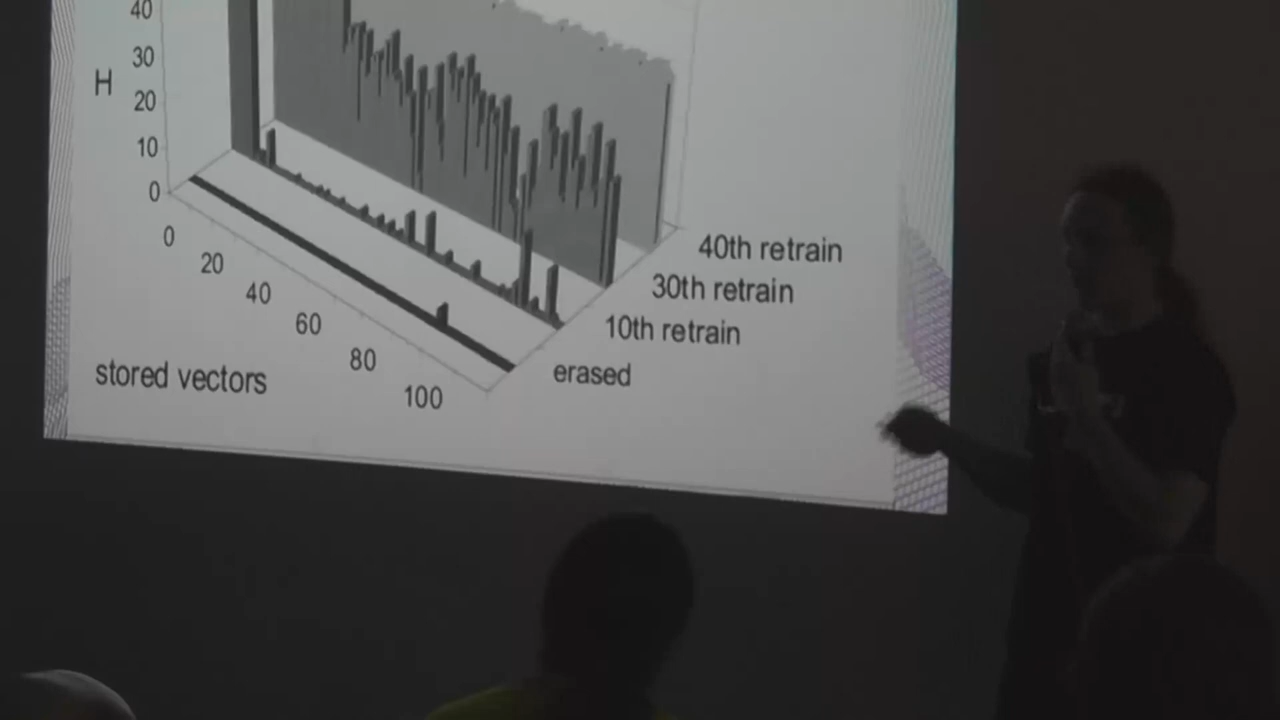 40
30
H
20
10
0
0
20
40
60
80
100
stored vectors
40th retrain
30th retrain
10th retrain
erased